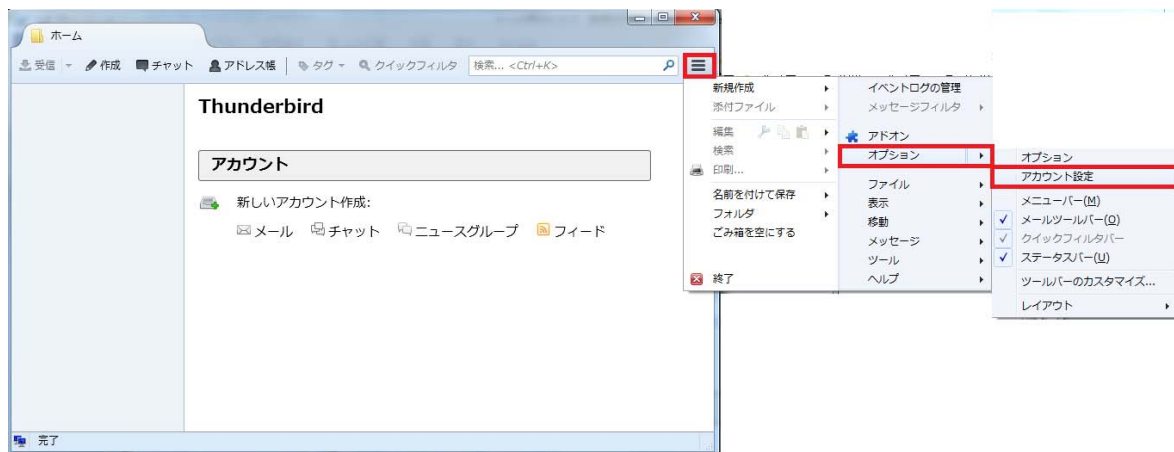 ホーム
受信 作成 チャット アドレス帳 タグ クイックフィルタ 検索... <Ctrl+K>
Thunderbird
アカウント
新しいアカウント作成:
メール チャット ニュースグループ フィード
完了
新規作成
添付ファイル
編集
検索
印刷...
名前を付けて保存
フォルダ
ごみ箱を空にする
終了
イベントログの管理
メッセージフィルタ
アドオン
オプション
ファイル
表示
移動
メッセージ
ツール
ヘルプ
オプション
アカウント設定
メニューバー(M)
メールツールバー(O)
クイックフィルタバー
ステータスバー(U)
ツールバーのカスタマイズ...
レイアウト